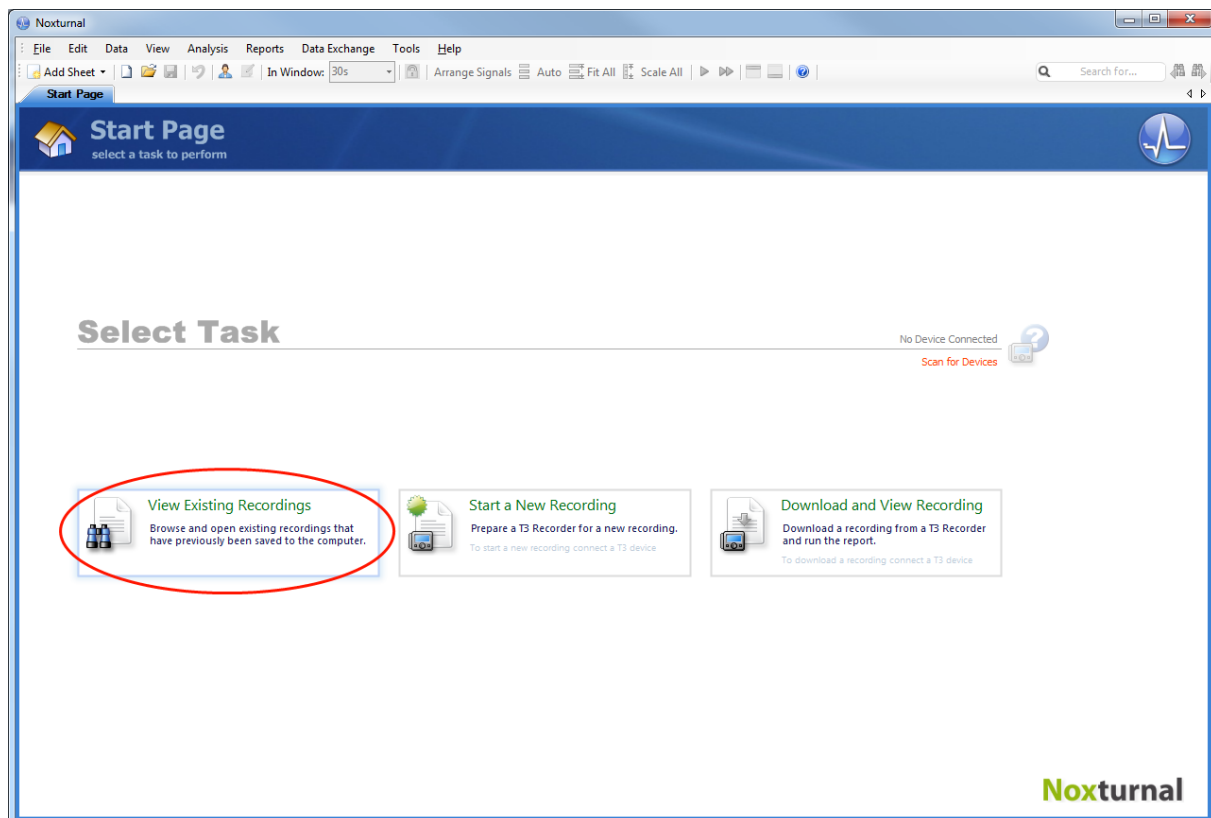 Noxturnal
File Edit Data View Analysis Reports Data Exchange Tools Help
Add Sheet In Window: 30s Arrange Signals Auto Fit All Scale All Search for...
Start Page
Start Page
select a task to perform
Select Task
No Device Connected
Scan for Devices
View Existing Recordings
Browse and open existing recordings that
have previously been saved to the computer.
Start a New Recording
Prepare a T3 Recorder for a new recording.
To start a new recording connect a T3 device
Download and View Recording
Download a recording from a T3 Recorder
and run the report.
To download a recording connect a T3 device
Noxturnal